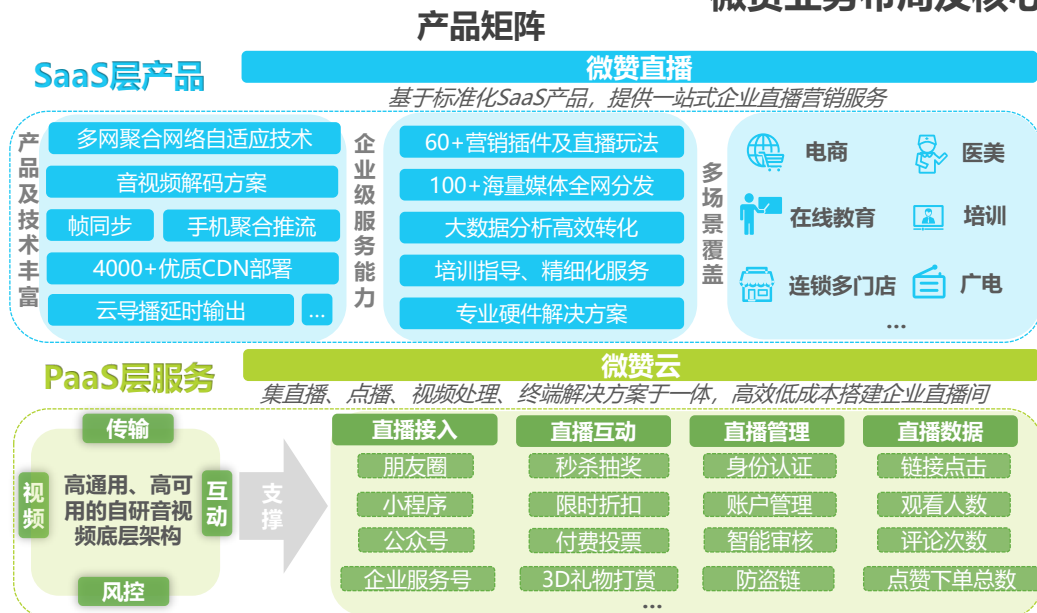 微赞业务布局及核心
产品矩阵
SaaS层产品
微赞直播
基于标准化SaaS产品，提供一站式企业直播营销服务
产品及技术丰富
多网聚合网络自适应技术
音视频解码方案
帧同步
手机聚合推流
4000+优质CDN部署
云导播延时输出
...
企业级服务能力
60+营销插件及直播玩法
100+海量媒体全网分发
大数据分析高效转化
培训指导、精细化服务
专业硬件解决方案
多场景覆盖
电商
医美
在线教育
培训
连锁多门店
广电
...
PaaS层服务
微赞云
集直播、点播、视频处理、终端解决方案于一体，高效低成本搭建企业直播间
传输
视频
高通用、高可
用的自研音视
频底层架构
互动
风控
支撑
直播接入
直播互动
直播管理
直播数据
朋友圈
秒杀抽奖
身份认证
链接点击
小程序
限时折扣
账户管理
观看人数
公众号
付费投票
智能审核
评论次数
企业服务号
3D礼物打赏
防盗链
点赞下单总数
...